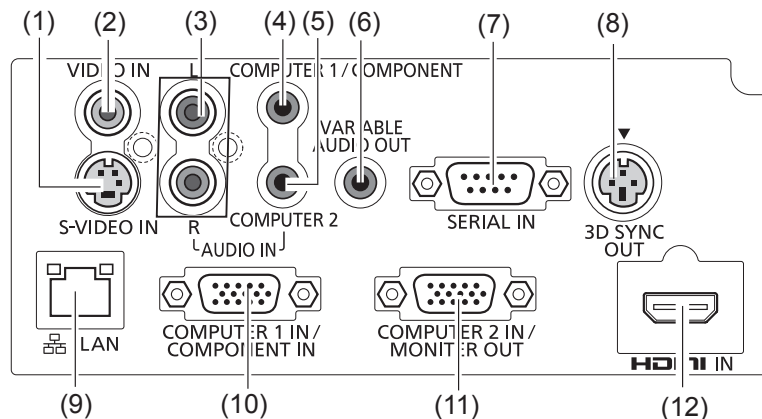 (1) (2) (3) (4) (5) (6) (7) (8)
VIDEO IN L COMPUTER 1 / COMPONENT
VARIABLE
AUDIO OUT
S-VIDEO IN R COMPUTER 2 SERIAL IN
3D SYNC
OUT
AUDIO IN
LAN
COMPUTER 1 IN /
COMPONENT IN
COMPUTER 2 IN /
MONITER OUT
HDMI IN
(9) (10) (11) (12)